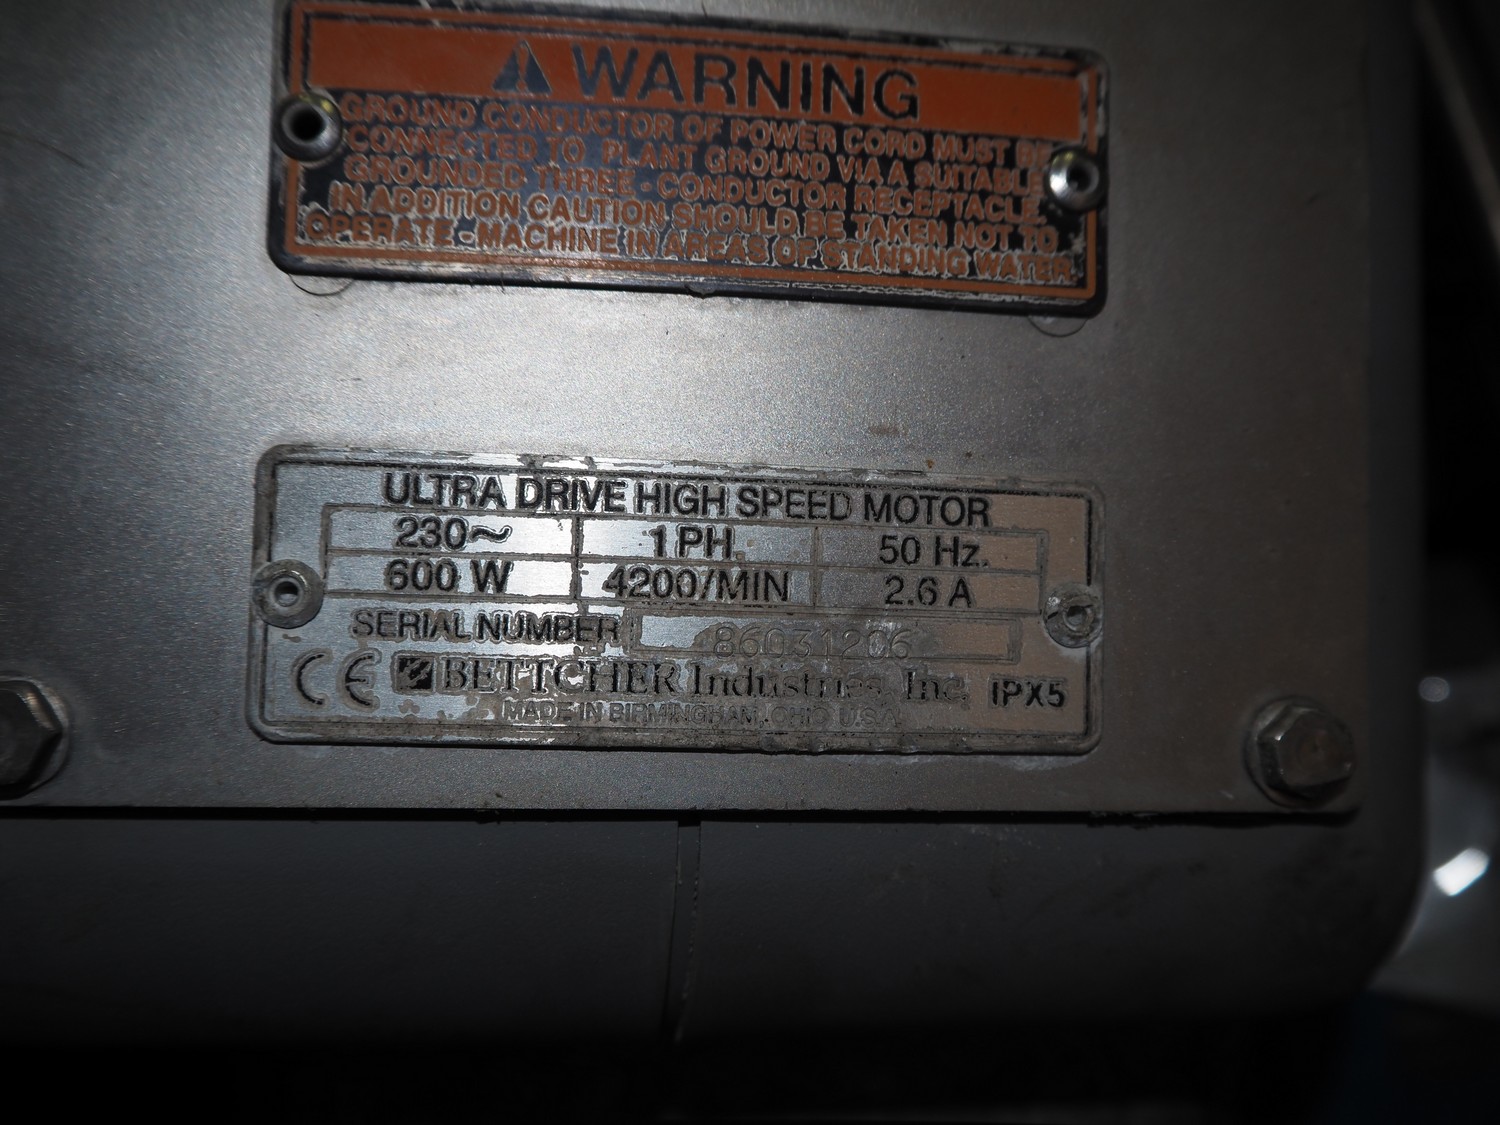 WARNING
GROUND CONDUCTOR OF POWER CORD MUST BE
CONNECTED TO PLANT GROUND VIA A SUITABLE
GROUNDED THREE-CONDUCTOR RECEPTACLE.
IN ADDITION CAUTION SHOULD BE TAKEN NOT TO
OPERATE-MACHINE IN AREAS OF STANDING WATER
ULTRA DRIVE HIGH SPEED MOTOR
230~ 1 PH. 50 Hz.
600 W 4200/MIN 2.6 A
SERIAL NUMBER 86031206
CE BETTCHER Industries, Inc. IPX5
MADE IN BIRMINGHAM, OHIO U.S.A.